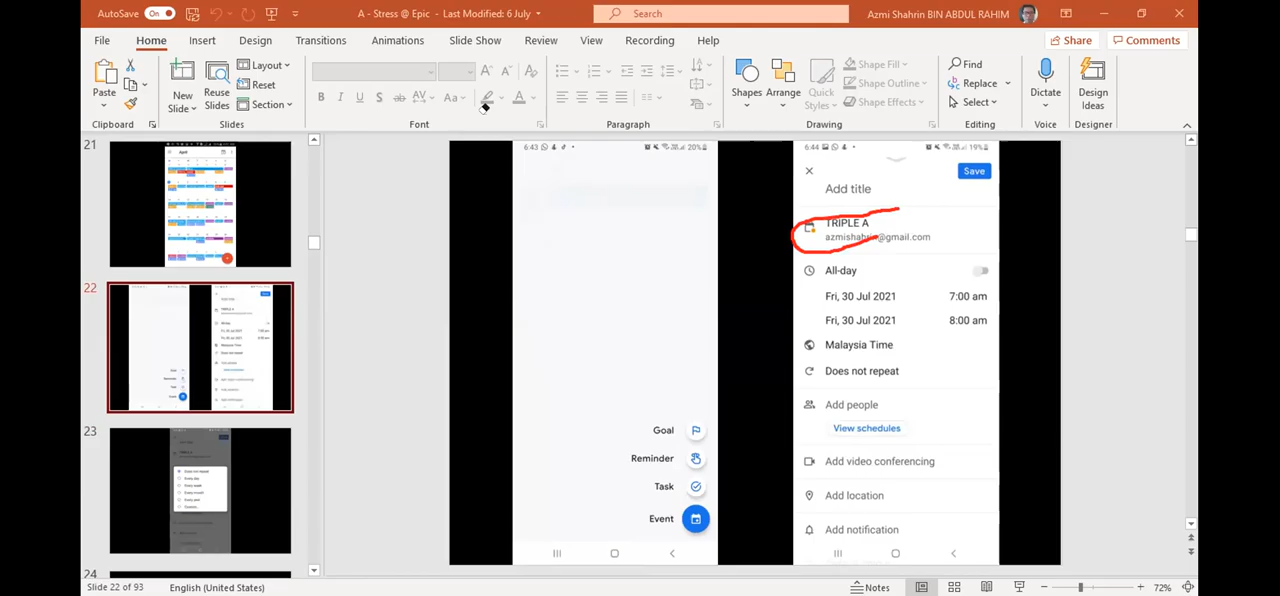 AutoSave On A - Stress @ Epic - Last Modified: 6 July Search Azmi Shahrin BIN ABDUL RAHIM
File Home Insert Draw Design Transitions Animations Slide Show Review View Recording Help Share Comments
Paste New Slide Reuse Slides Layout Reset Section
B I U S ab AV Aa A
Shapes Arrange Quick Styles Shape Fill Shape Outline Shape Effects
Find Replace Select Dictate Design Ideas
Clipboard Slides Font Paragraph Drawing Editing Voice Designer
21
April
22
23
24
6:43 20%
Goal
Reminder
Task
Event
6:44 19%
Save
Add title
TRIPLE A
azmishahrin@gmail.com
All-day
Fri, 30 Jul 2021 7:00 am
Fri, 30 Jul 2021 8:00 am
Malaysia Time
Does not repeat
Add people
View schedules
Add video conferencing
Add location
Add notification
Slide 22 of 93 English (United States) Notes 72%